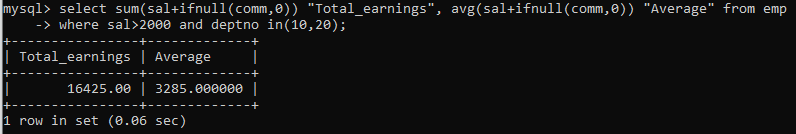 mysql> select sum(sal+ifnull(comm,0)) "Total_earnings", avg(sal+ifnull(comm,0)) "Average" from emp
    -> where sal>2000 and deptno in(10,20);
+----------------+-------------+
| Total_earnings | Average     |
+----------------+-------------+
|       16425.00 | 3285.000000 |
+----------------+-------------+
1 row in set (0.06 sec)